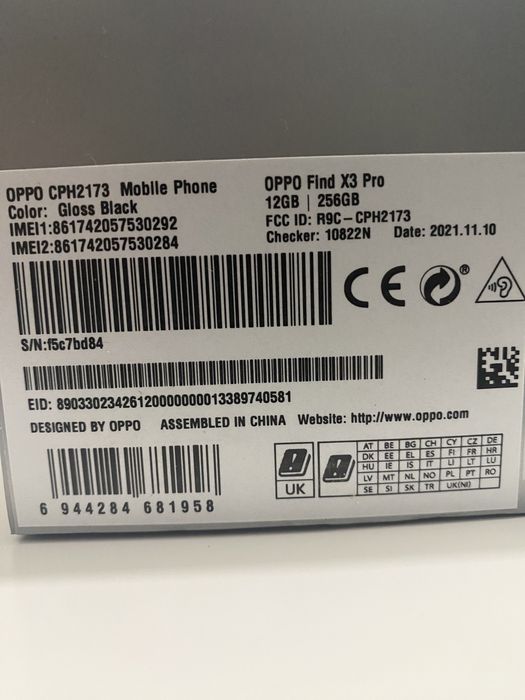 OPPO CPH2173 Mobile Phone
Color: Gloss Black
IMEI1:861742057530292
IMEI2:861742057530284
OPPO Find X3 Pro
12GB | 256GB
FCC ID: R9C-CPH2173
Checker: 10822N Date: 2021.11.10
CE ®
S/N:f5c7bd84
EID: 89033023426120000000013389740581
DESIGNED BY OPPO ASSEMBLED IN CHINA Website: http://www.oppo.com
6 944284 681958
UK
AT BE BG CH CY CZ DE
DK EE EL ES FI FR HR
HU IE IS IT LI LT LU
LV MT NL NO PL PT RO
SE SI SK TR UK(NI)